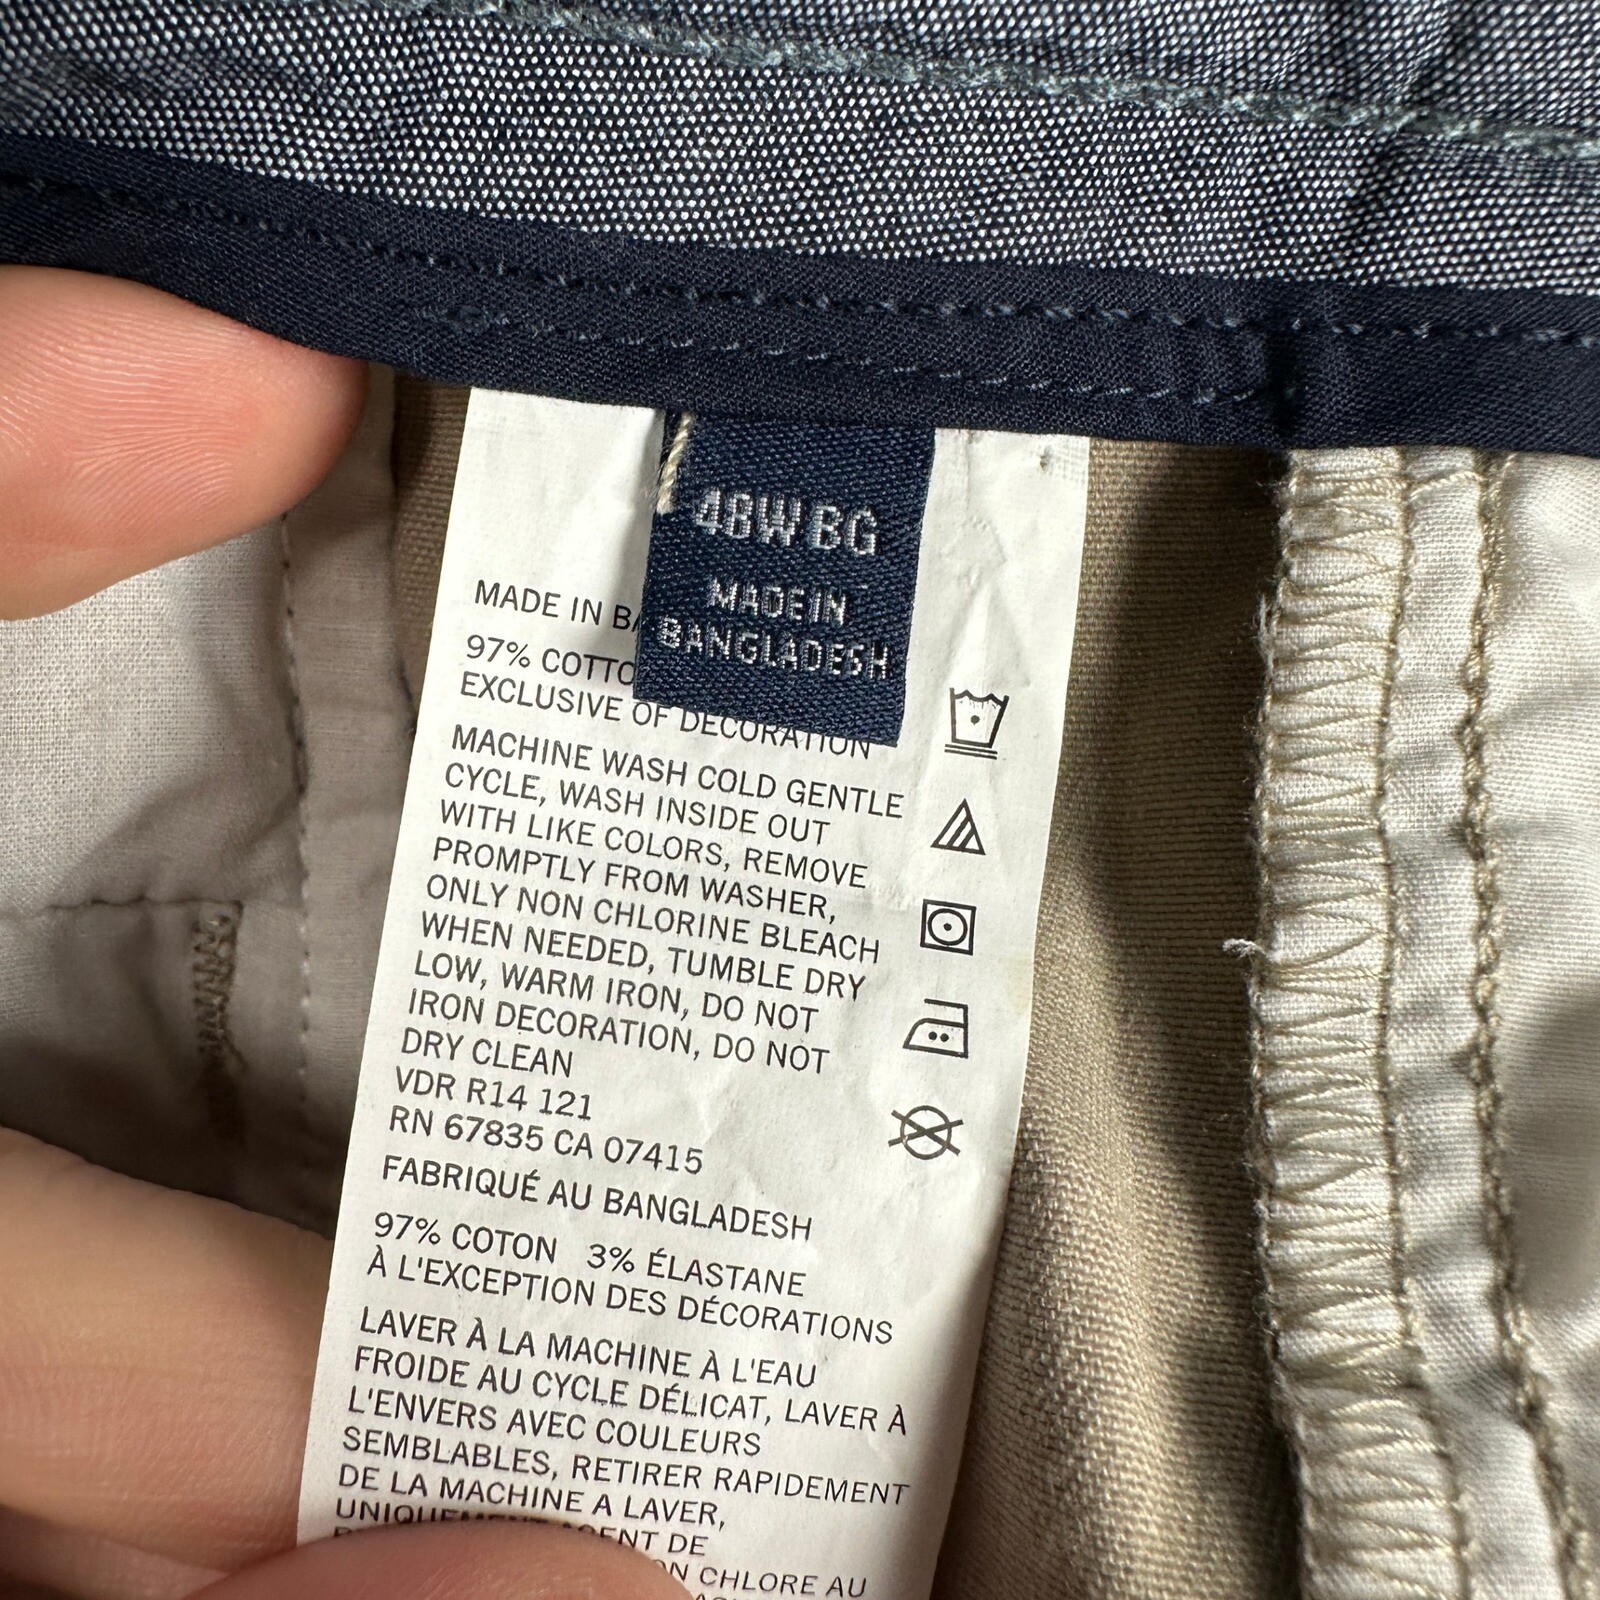 48W BG
MADE IN
BANGLADESH
MADE IN
97%
EXCLUSIVE OF DECORATION
MACHINE WASH COLD GENTLE
CYCLE, WASH INSIDE OUT
WITH LIKE COLORS, REMOVE
PROMPTLY FROM WASHER,
ONLY NON CHLORINE BLEACH
WHEN NEEDED, TUMBLE DRY
LOW, WARM IRON, DO NOT
IRON DECORATION, DO NOT
DRY CLEAN
VDR R14 121
RN 67835 CA 07415
FABRIQUÉ AU BANGLADESH
97% COTON 3% ÉLASTANE
À L'EXCEPTION DES DÉCORATIONS
LAVER À LA MACHINE À L'EAU
FROIDE AU CYCLE DÉLICAT, LAVER À
L'ENVERS AVEC COULEURS
SEMBLABLES, RETIRER RAPIDEMENT
DE LA MACHINE A LAVER,
UNIQUEMENT AGENT DE
CHLORE AU